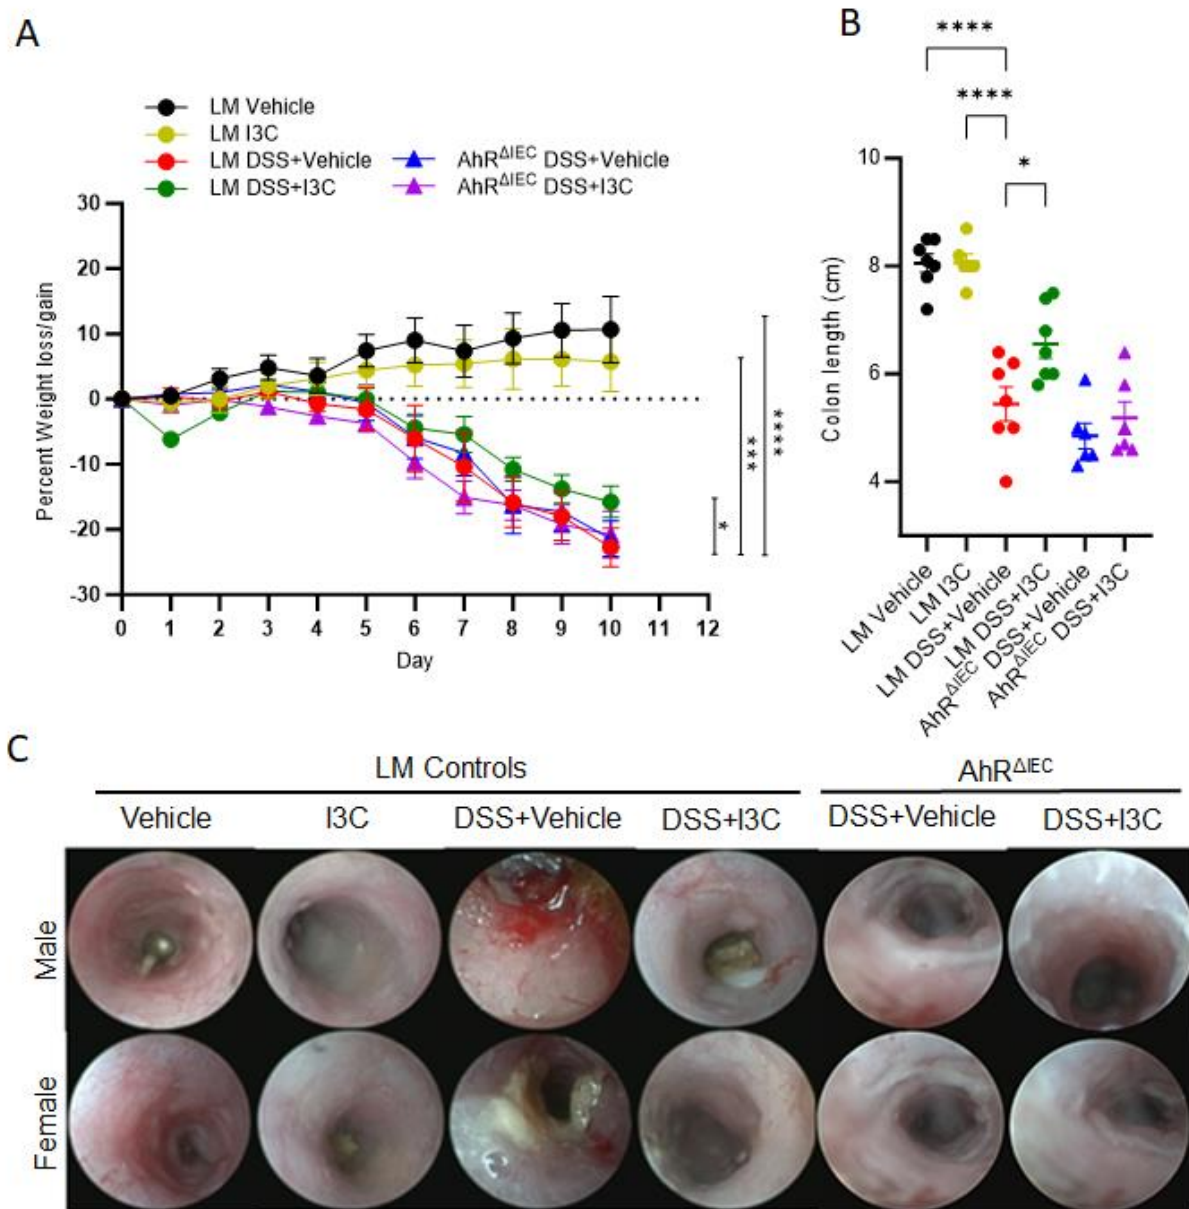 A
B
LM Vehicle
LM I3C
LM DSS+Vehicle
LM DSS+I3C
AhR^ΔIEC DSS+Vehicle
AhR^ΔIEC DSS+I3C
Percent Weight loss/gain
30
20
10
0
-10
-20
-30
0 1 2 3 4 5 6 7 8 9 10 11 12
Day
*
***
****
****
****
*
Colon length (cm)
10
8
6
4
LM Vehicle
LM I3C
LM DSS+Vehicle
LM DSS+I3C
AhR^ΔIEC DSS+Vehicle
AhR^ΔIEC DSS+I3C
C
LM Controls
AhR^ΔIEC
Vehicle I3C DSS+Vehicle DSS+I3C DSS+Vehicle DSS+I3C
Male
Female